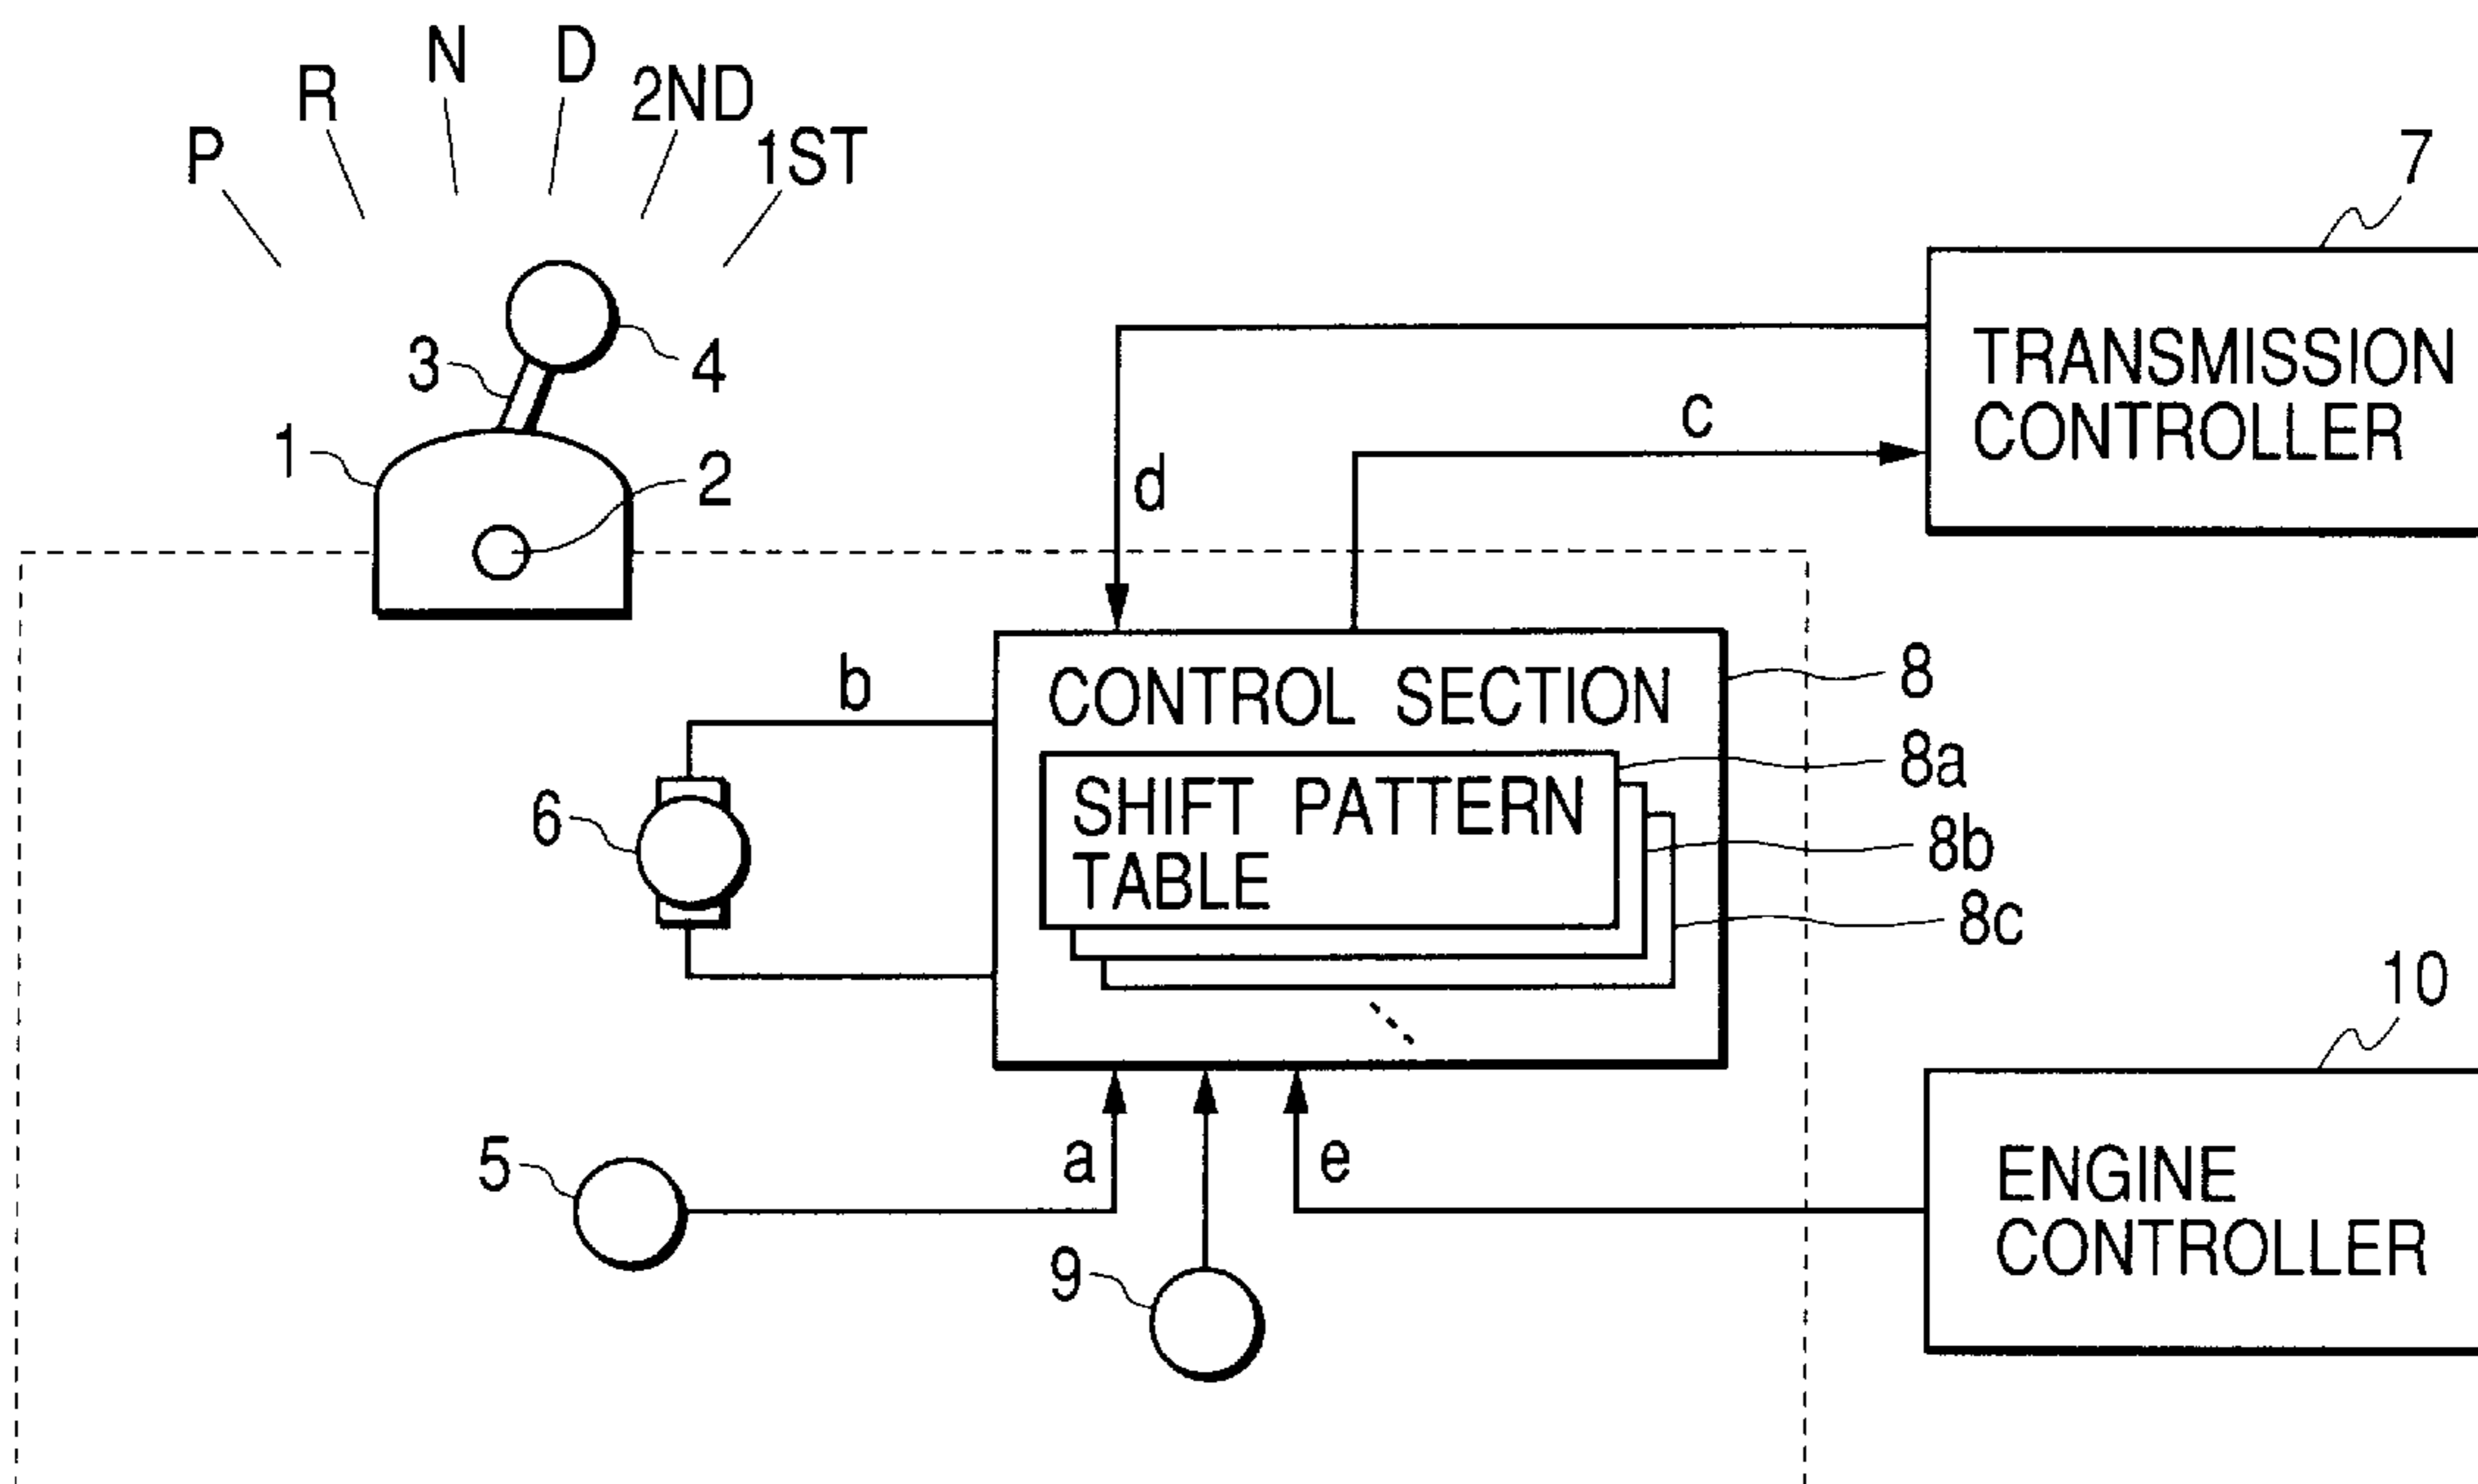 P
R
N
D
2ND
1ST
7
3
4
1
2
TRANSMISSION
CONTROLLER
c
d
b
CONTROL SECTION
8
8a
SHIFT PATTERN
TABLE
6
8b
8c
10
5
a
e
9
ENGINE
CONTROLLER